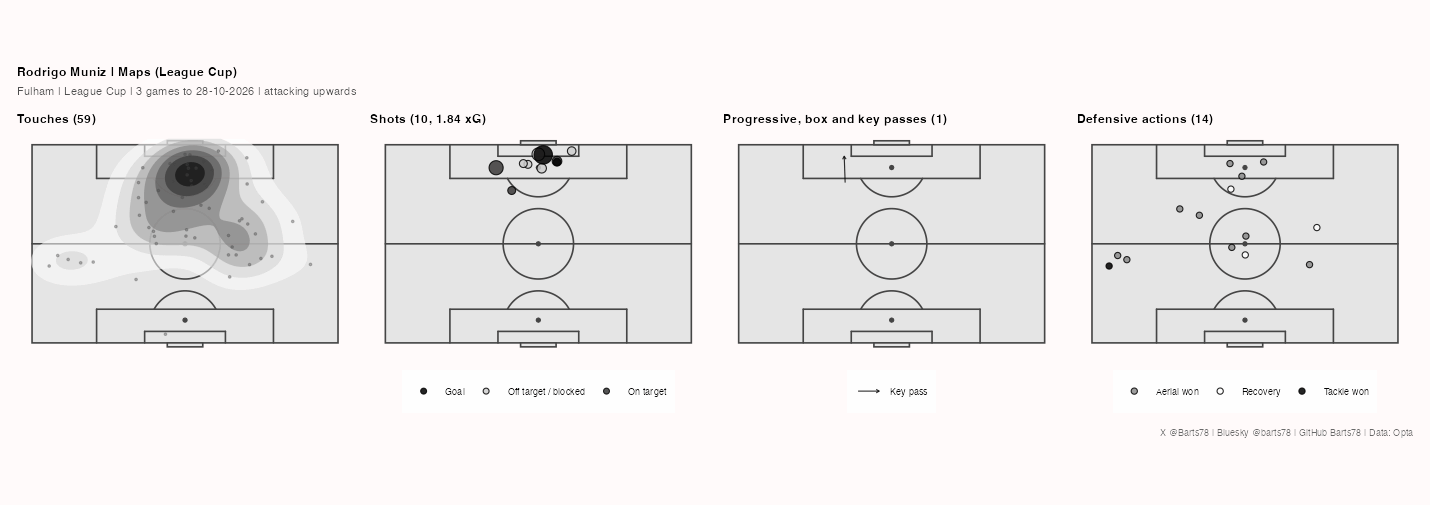 Rodrigo Muniz | Maps (League Cup)
Fulham | League Cup | 3 games to 28-10-2026 | attacking upwards
Touches (59)
Shots (10, 1.84 xG)
Progressive, box and key passes (1)
Defensive actions (14)
Goal
Off target / blocked
On target
Key pass
Aerial won
Recovery
Tackle won
X @Barts78 | Bluesky @barts78 | GitHub Barts78 | Data: Opta